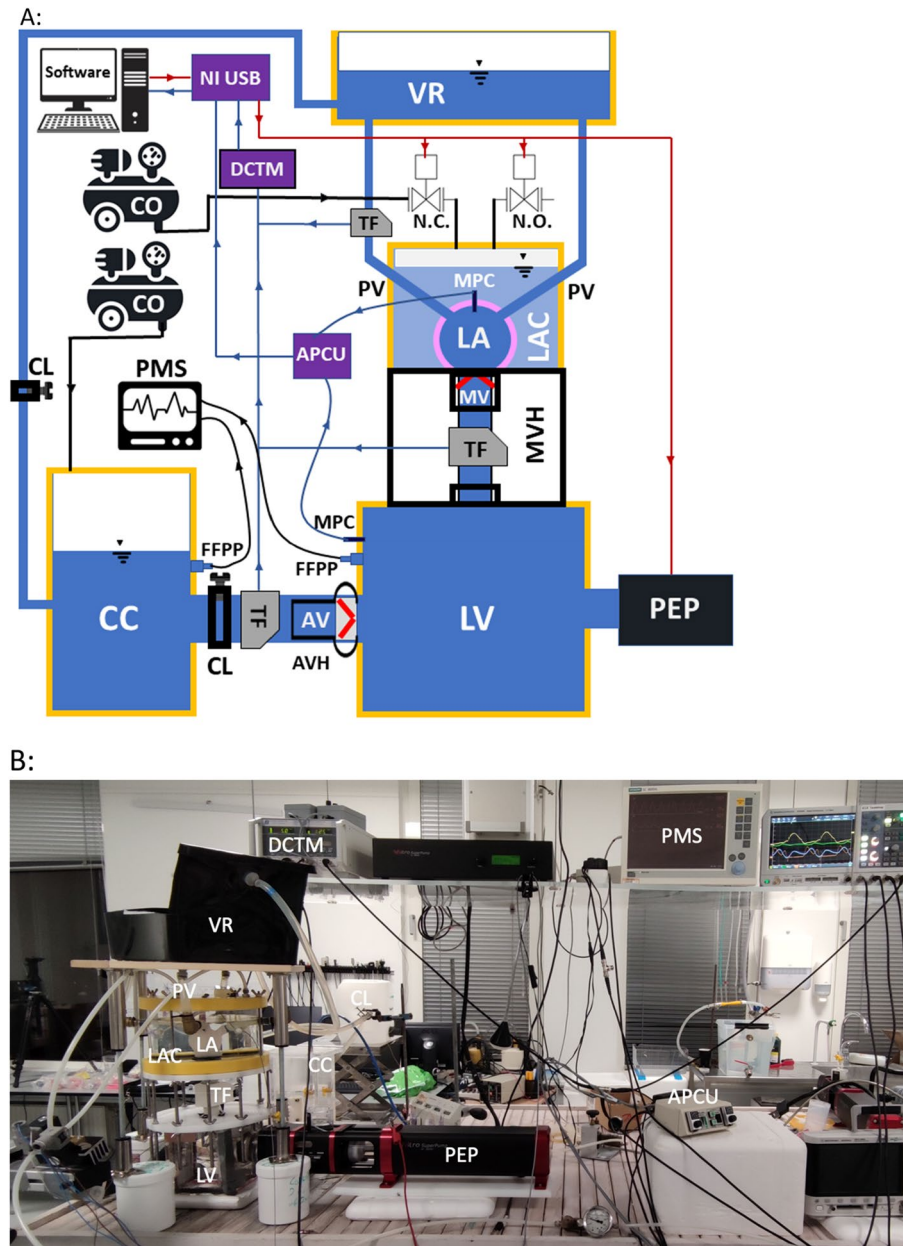 A:
Software
NI USB
VR
DCTM
CO
TF
N.C.
N.O.
CO
PV
MPC
PV
LA
LAC
APCU
CL
PMS
MV
MVH
TF
MPC
FFPP
FFPP
CC
TF
AV
LV
PEP
AVH
CL
B:
DCTM
PMS
VR
PV
CL
LA
LAC
CC
TF
APCU
PEP
LV